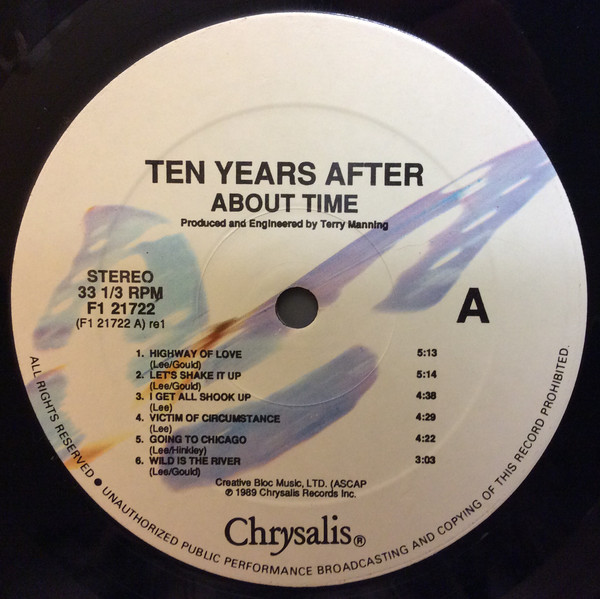 TEN YEARS AFTER
ABOUT TIME
Produced and Engineered by Terry Manning
STEREO
33 1/3 RPM
F1 21722
(F1 21722 A) re1
A
1. HIGHWAY OF LOVE 5:13
(Lee/Gould)
2. LET'S SHAKE IT UP 5:14
(Lee/Gould)
3. I GET ALL SHOOK UP 4:38
(Lee)
4. VICTIM OF CIRCUMSTANCE 4:29
(Lee)
5. GOING TO CHICAGO 4:22
(Lee/Hinkley)
6. WILD IS THE RIVER 3:03
(Lee/Gould)
Creative Bloc Music, LTD. (ASCAP
℗ 1989 Chrysalis Records Inc.
Chrysalis®
ALL RIGHTS RESERVED ● UNAUTHORIZED PUBLIC PERFORMANCE BROADCASTING AND COPYING OF THIS RECORD PROHIBITED.